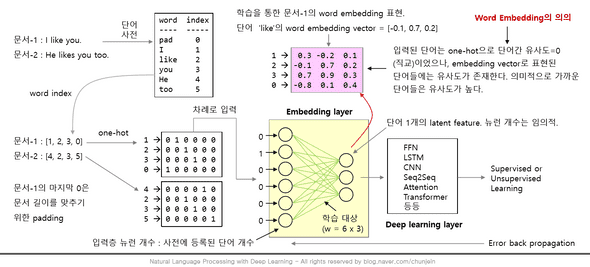 문서-1 : I like you.
문서-2 : He likes you too.
단어
사전
word index
---- -----
pad 0
I 1
like 2
you 3
He 4
too 5
word index
문서-1 : [1, 2, 3, 0]
문서-2 : [4, 2, 3, 5]
one-hot
문서-1의 마지막 0은
문서 길이를 맞추기
위한 padding
1 → 0 1 0 0 0 0
2 → 0 0 1 0 0 0
3 → 0 0 0 1 0 0
0 → 1 0 0 0 0 0
4 → 0 0 0 0 1 0
2 → 0 0 1 0 0 0
3 → 0 0 0 1 0 0
5 → 0 0 0 0 0 1
차례로 입력
학습을 통한 문서-1의 word embedding 표현.
단어 'like'의 word embedding vector = [-0.1, 0.7, 0.2]
1 → 0.3 -0.2 0.1
2 → -0.1 0.7 0.2
3 → 0.7 0.9 0.3
0 → -0.8 0.1 0.4
Word Embedding의 의의
입력된 단어는 one-hot으로 단어간 유사도=0
(직교)이었으나, embedding vector로 표현된
단어들에는 유사도가 존재한다. 의미적으로 가까운
단어들은 유사도가 높다.
Embedding layer
0
1
0
0
0
0
학습 대상
(w = 6 x 3)
단어 1개의 latent feature. 뉴런 개수는 임의적.
FFN
LSTM
CNN
Seq2Seq
Attention
Transformer
등등
Deep learning layer
Supervised or
Unsupervised
Learning
입력층 뉴런 개수 : 사전에 등록된 단어 개수
Error back propagation
Natural Language Processing with Deep Learning - All rights reserved by blog.naver.com/chunjein